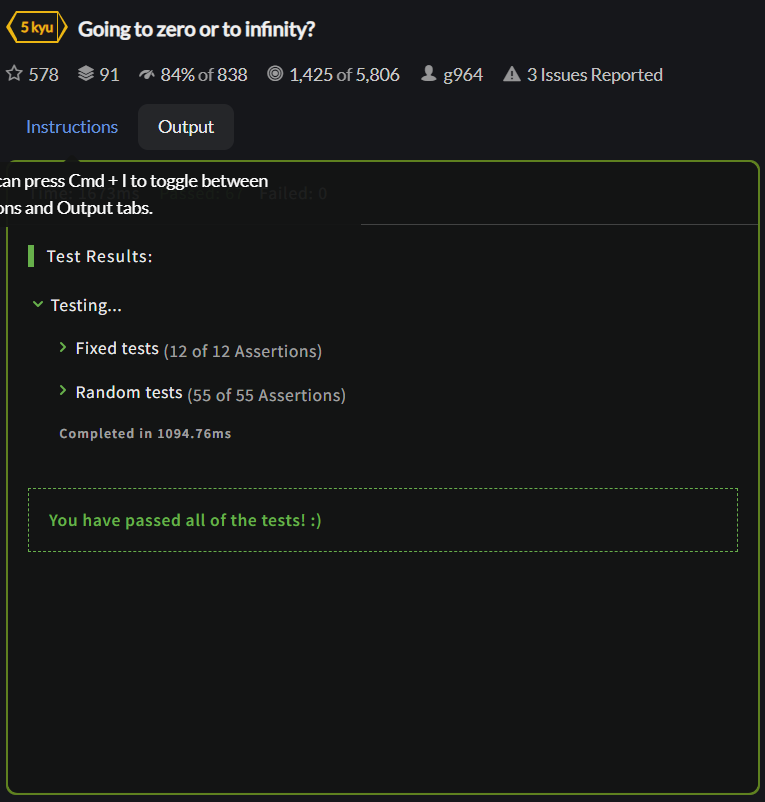 5 kyu Going to zero or to infinity?
578 91 84% of 838 1,425 of 5,806 g964 3 Issues Reported
Instructions Output
can press Cmd + I to toggle between
ons and Output tabs.
Failed: 0
Test Results:
Testing...
Fixed tests (12 of 12 Assertions)
Random tests (55 of 55 Assertions)
Completed in 1094.76ms
You have passed all of the tests! :)